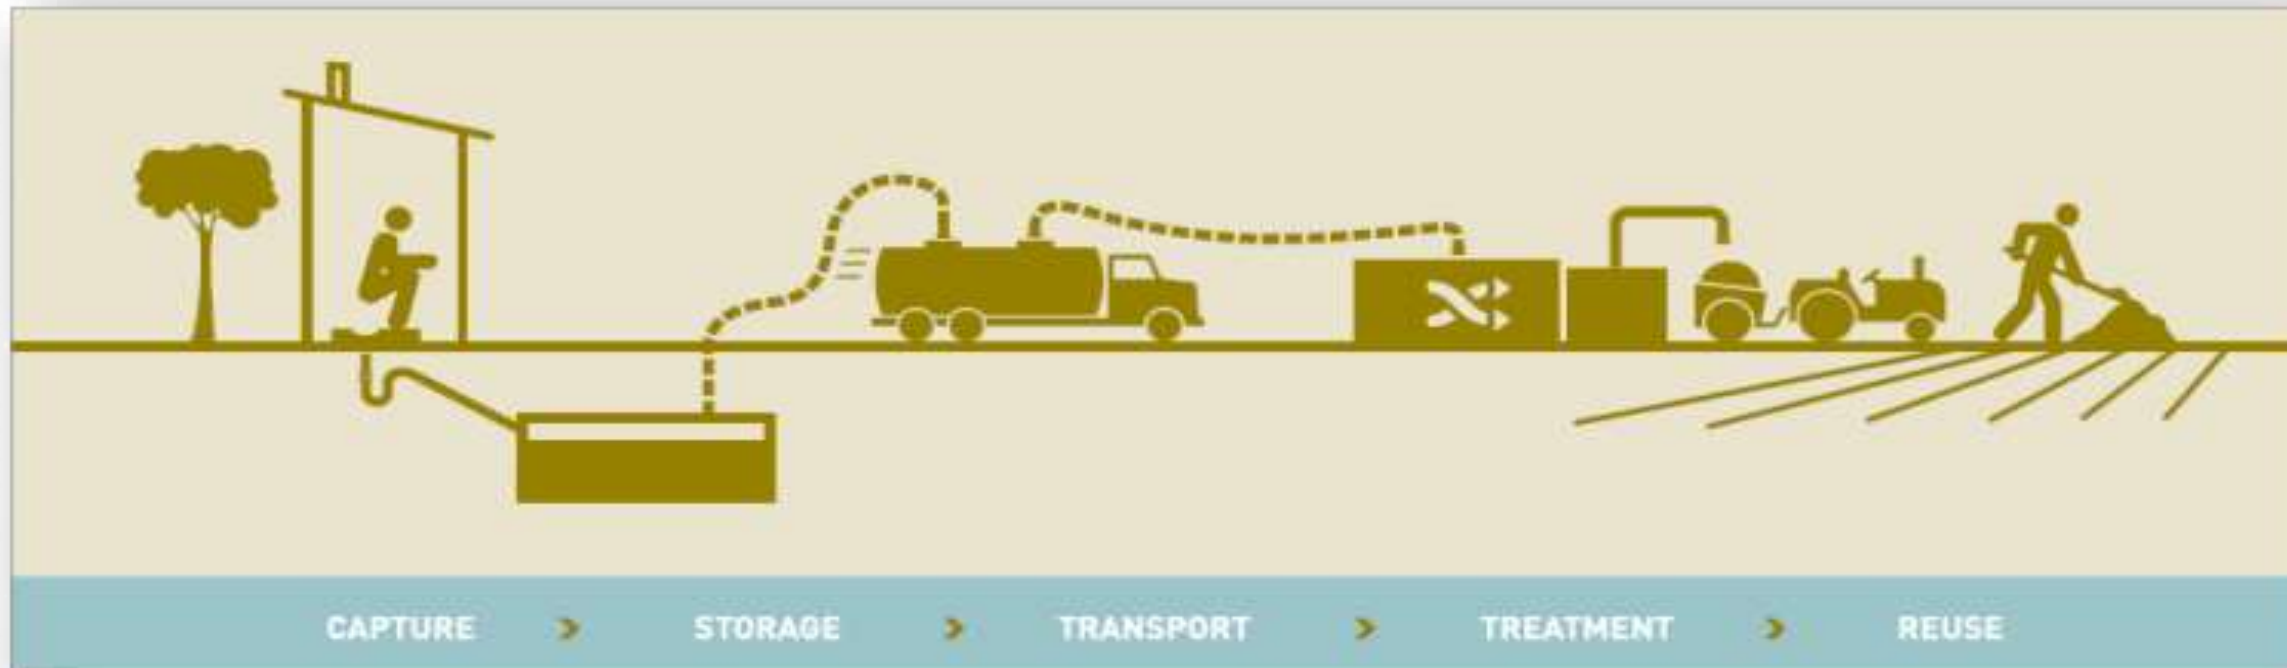 CAPTURE > STORAGE > TRANSPORT > TREATMENT > REUSE